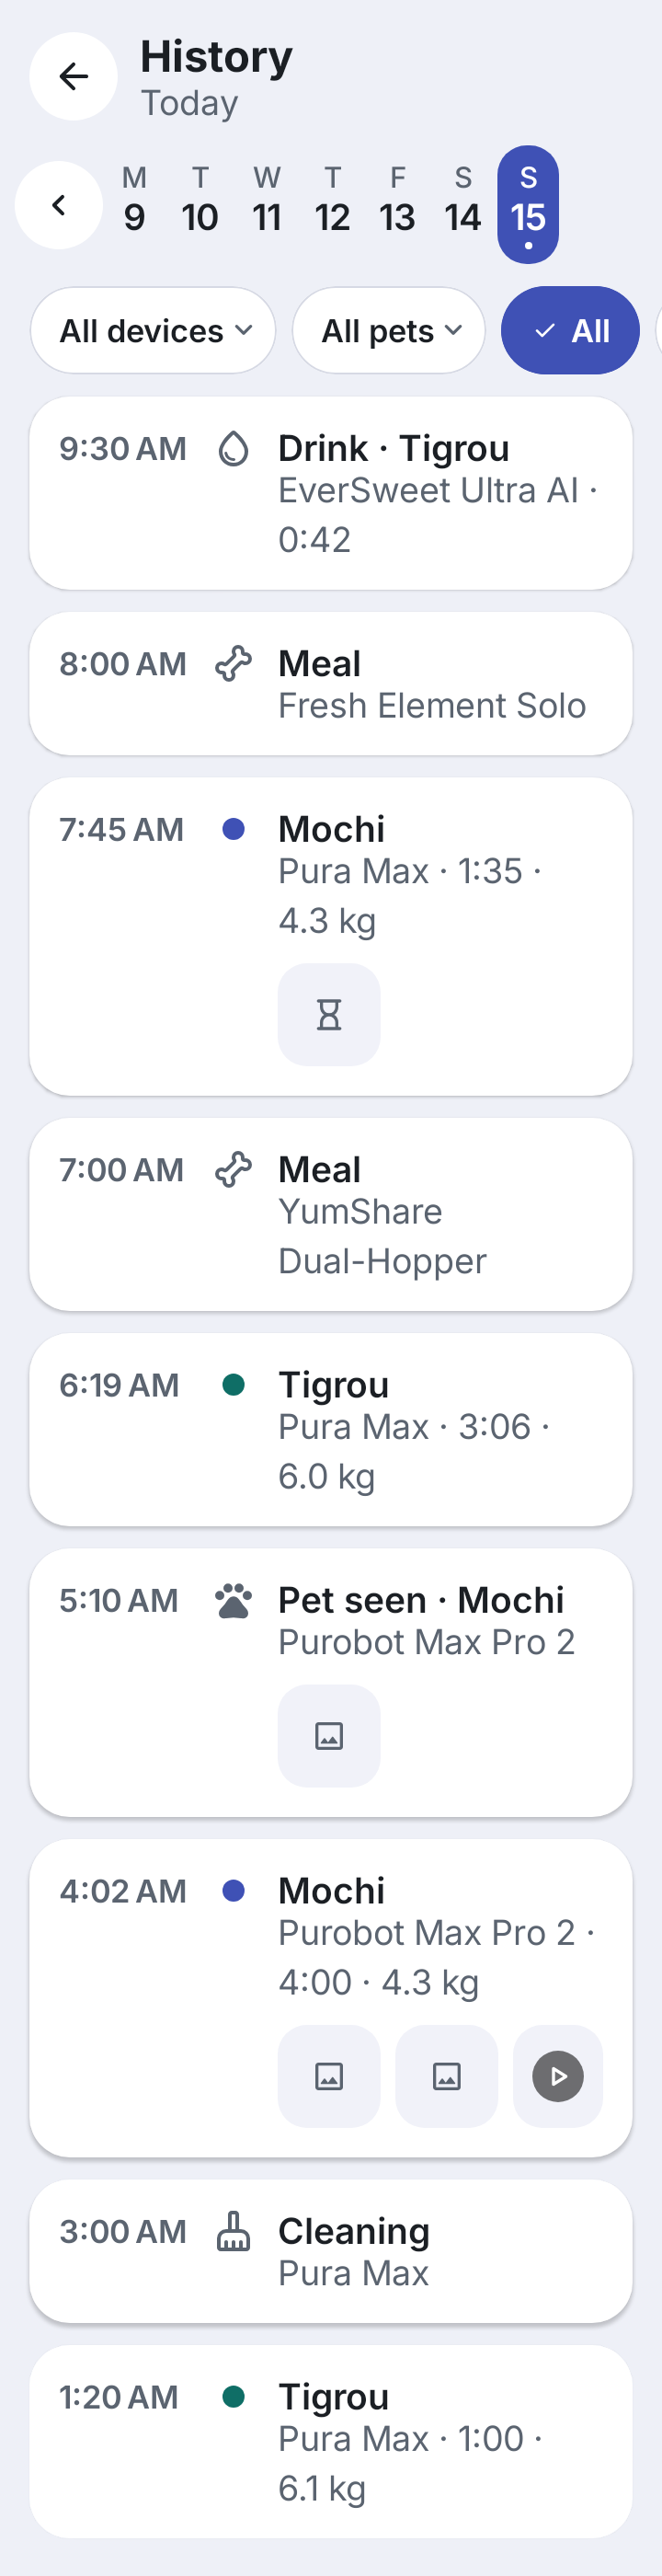 History
Today
M T W T F S S
9 10 11 12 13 14 15
All devices All pets All
9:30 AM Drink · Tigrou
EverSweet Ultra AI ·
0:42
8:00 AM Meal
Fresh Element Solo
7:45 AM Mochi
Pura Max · 1:35 ·
4.3 kg
7:00 AM Meal
YumShare
Dual-Hopper
6:19 AM Tigrou
Pura Max · 3:06 ·
6.0 kg
5:10 AM Pet seen · Mochi
Purobot Max Pro 2
4:02 AM Mochi
Purobot Max Pro 2 ·
4:00 · 4.3 kg
3:00 AM Cleaning
Pura Max
1:20 AM Tigrou
Pura Max · 1:00 ·
6.1 kg